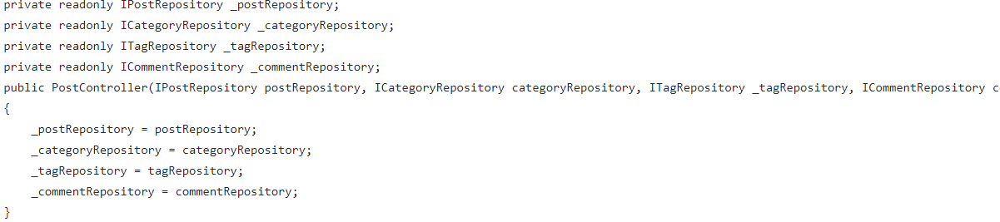 private readonly IPostRepository _postRepository;
private readonly ICategoryRepository _categoryRepository;
private readonly ITagRepository _tagRepository;
private readonly ICommentRepository _commentRepository;
public PostController(IPostRepository postRepository, ICategoryRepository categoryRepository, ITagRepository _tagRepository, ICommentRepository
{
    _postRepository = postRepository;
    _categoryRepository = categoryRepository;
    _tagRepository = tagRepository;
    _commentRepository = commentRepository;
}